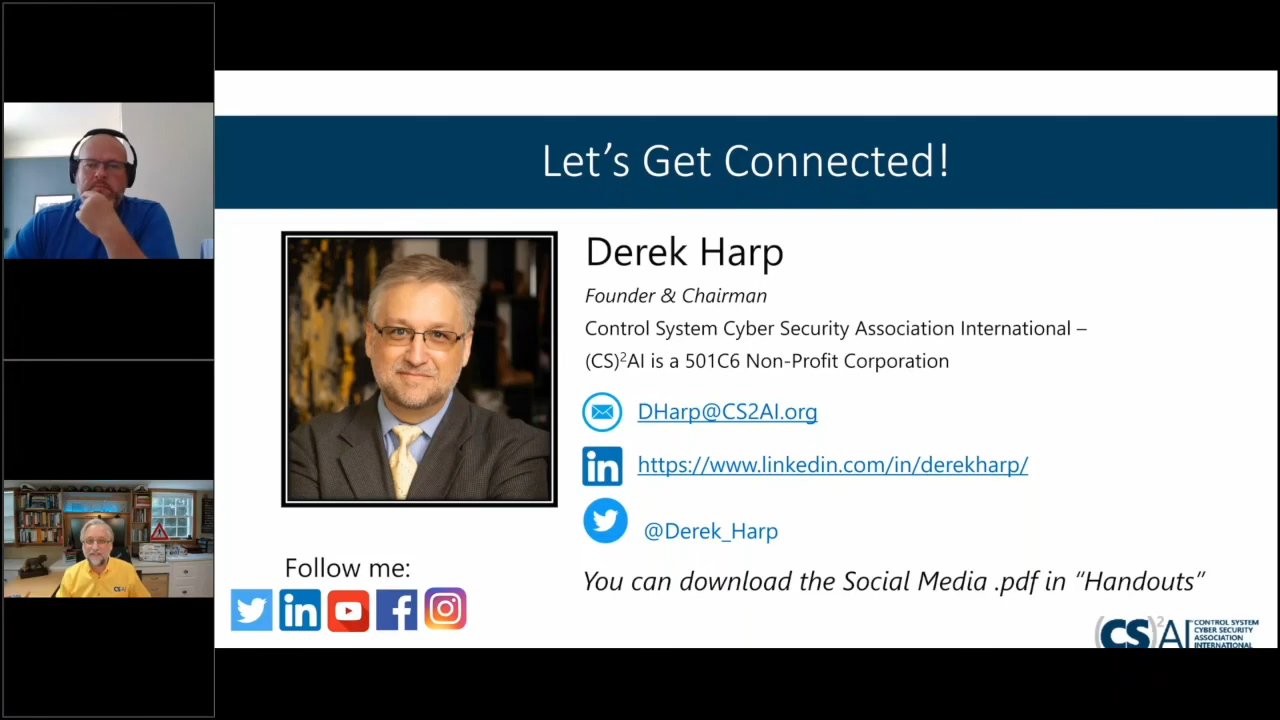 Let's Get Connected!
Derek Harp
Founder & Chairman
Control System Cyber Security Association International –
(CS)²AI is a 501C6 Non-Profit Corporation
DHarp@CS2AI.org
https://www.linkedin.com/in/derekharp/
@Derek_Harp
Follow me:
You can download the Social Media .pdf in “Handouts”
(CS)²AI
CONTROL SYSTEM
CYBER SECURITY
ASSOCIATION
INTERNATIONAL